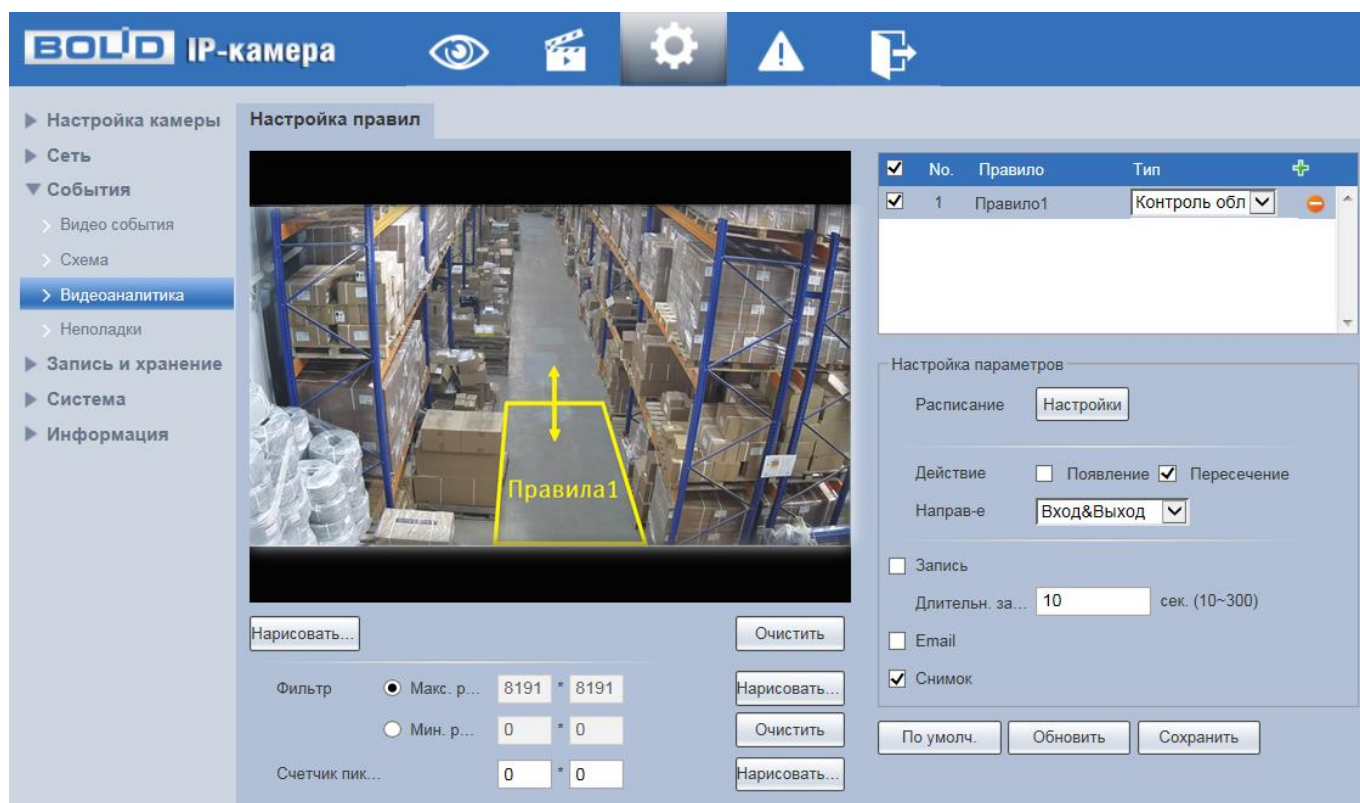 BOLID IP-камера
Настройка камеры
Сеть
События
Видео события
Схема
Видеоаналитика
Неполадки
Запись и хранение
Система
Информация
Настройка правил
Правила1
Нарисовать...
Очистить
Фильтр Макс. р... 8191 * 8191 Нарисовать...
Мин. р... 0 * 0 Очистить
Счетчик пик... 0 * 0 Нарисовать...
No. Правило Тип
1 Правило1 Контроль обл
Настройка параметров
Расписание Настройки
Действие Появление Пересечение
Направ-е Вход&Выход
Запись
Длительн. за... 10 сек. (10~300)
Email
Снимок
По умолч. Обновить Сохранить